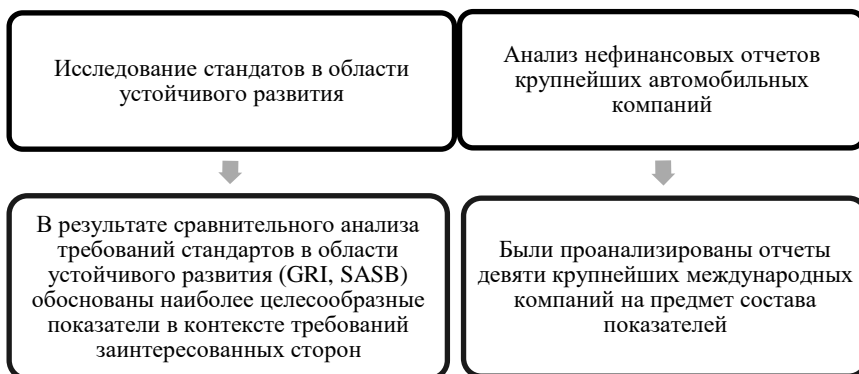 Исследование стандатов в области
устойчивого развития
Анализ нефинансовых отчетов
крупнейших автомобильных
компаний
В результате сравнительного анализа
требований стандартов в области
устойчивого развития (GRI, SASB)
обоснованы наиболее целесообразные
показатели в контексте требований
заинтересованных сторон
Были проанализированы отчеты
девяти крупнейших международных
компаний на предмет состава
показателей